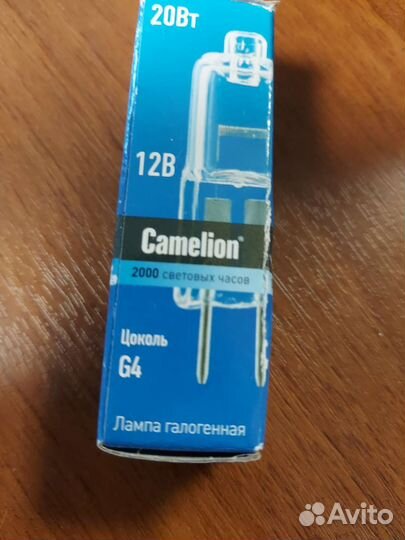 20Вт
12В
Camelion®
2000 световых часов
Цоколь
G4
Лампа галогенная
Avito